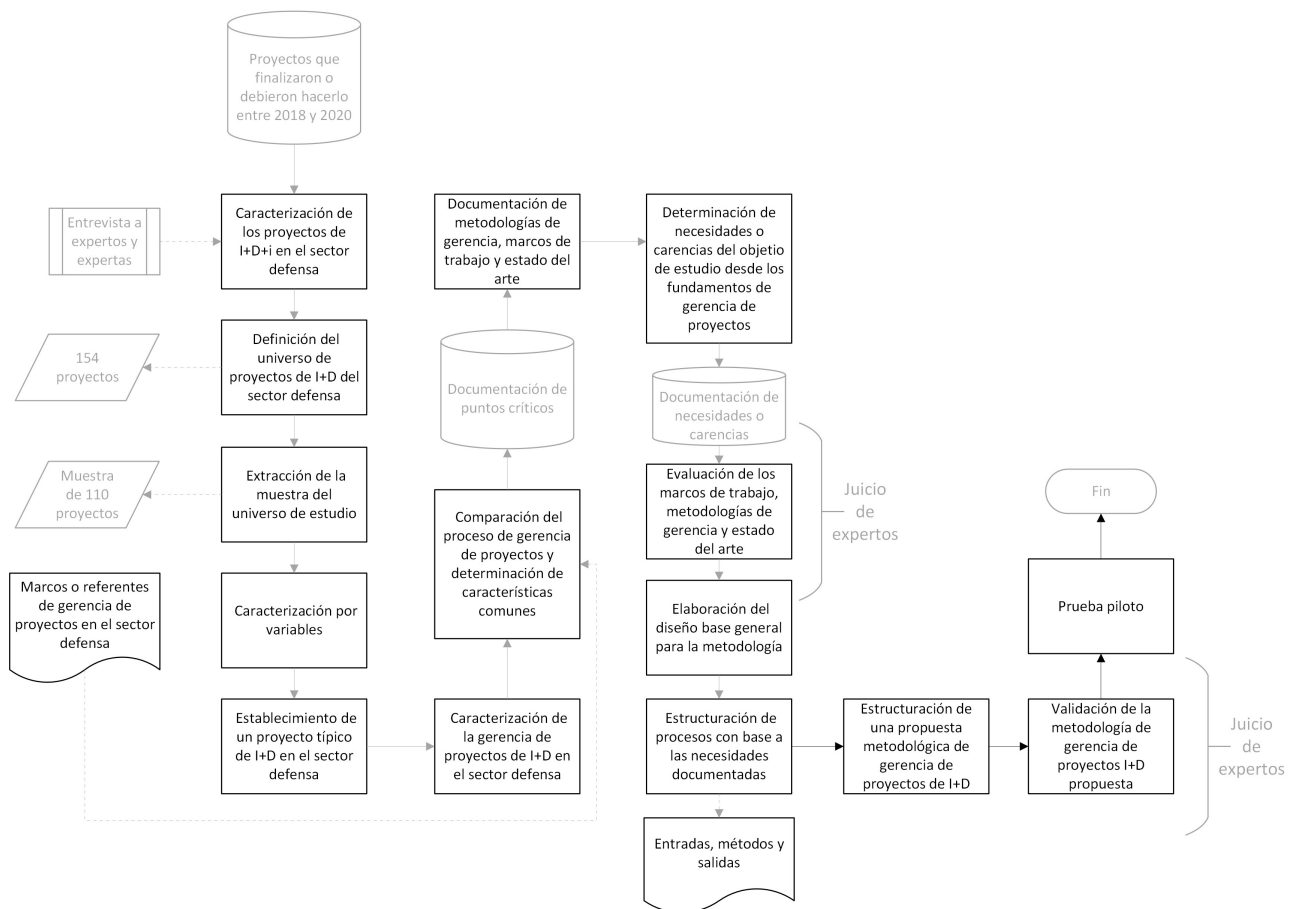 Proyectos que
finalizaron o
debieron hacerlo
entre 2018 y 2020
Entrevista a
expertos y
expertas
Caracterización de
los proyectos de
I+D+i en el sector
defensa
154
proyectos
Definición del
universo de
proyectos de I+D del
sector defensa
Muestra
de 110
proyectos
Extracción de la
muestra del
universo de estudio
Marcos o referentes
de gerencia de
proyectos en el sector
defensa
Caracterización por
variables
Establecimiento de
un proyecto típico
de I+D en el sector
defensa
Caracterización de
la gerencia de
proyectos de I+D en
el sector defensa
Comparación del
proceso de gerencia
de proyectos y
determinación de
características
comunes
Documentación de
puntos críticos
Documentación de
metodologías de
gerencia, marcos de
trabajo y estado del
arte
Determinación de
necesidades o
carencias del objetio
de estudio desde los
fundamentos de
gerencia de
proyectos
Documentación de
necesidades o
carencias
Evaluación de los
marcos de trabajo,
metodologías de
gerencia y estado
del arte
Juicio
de
expertos
Elaboración del
diseño base general
para la metodología
Estructuración de
procesos con base
a las necesidades
documentadas
Entradas, métodos y
salidas
Estructuración de
una propuesta
metodológica de
gerencia de
proyectos de I+D
Validación de la
metodología de
gerencia de
proyectos I+D
propuesta
Juicio
de
expertos
Prueba piloto
Fin